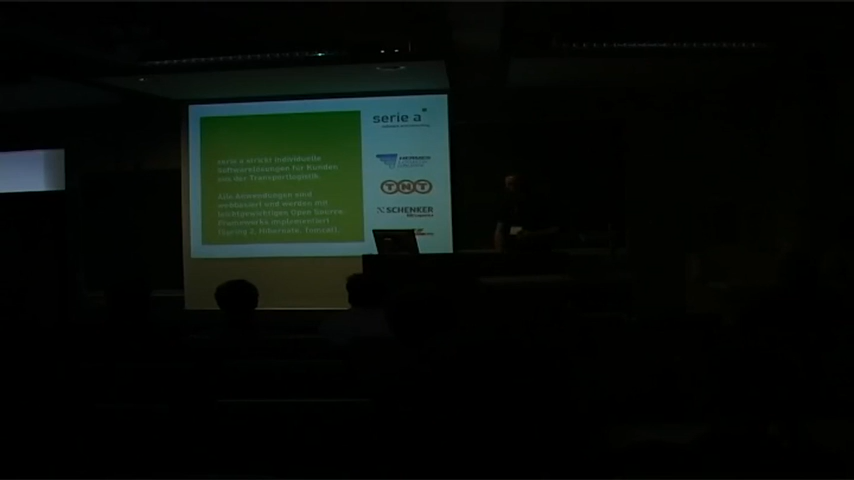 serie a
serie a strickt individuelle
Softwarelösungen für Kunden
aus der Transportlogistik.
Alle Anwendungen sind
webbasiert und werden mit
leichtgewichtigen Open Source-
Frameworks implementiert
(Spring 2, Hibernate, Tomcat).
TNT
SCHENKER